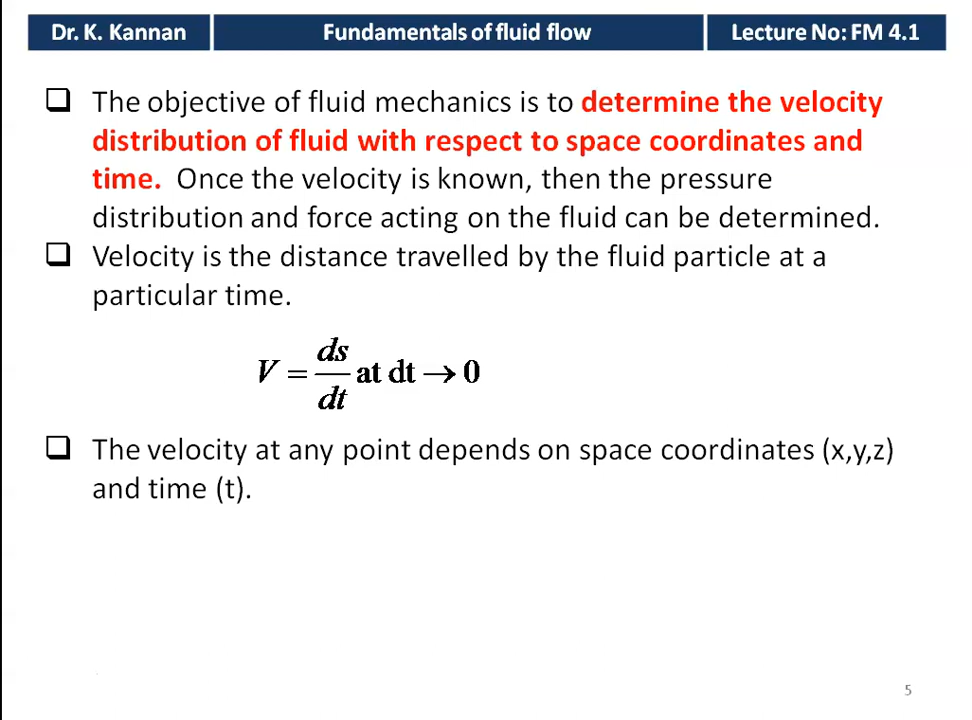 Dr. K. Kannan Fundamentals of fluid flow Lecture No: FM 4.1
❑ The objective of fluid mechanics is to determine the velocity
distribution of fluid with respect to space coordinates and
time. Once the velocity is known, then the pressure
distribution and force acting on the fluid can be determined.
❑ Velocity is the distance travelled by the fluid particle at a
particular time.
V = ds/dt at dt → 0
❑ The velocity at any point depends on space coordinates (x,y,z)
and time (t).
5